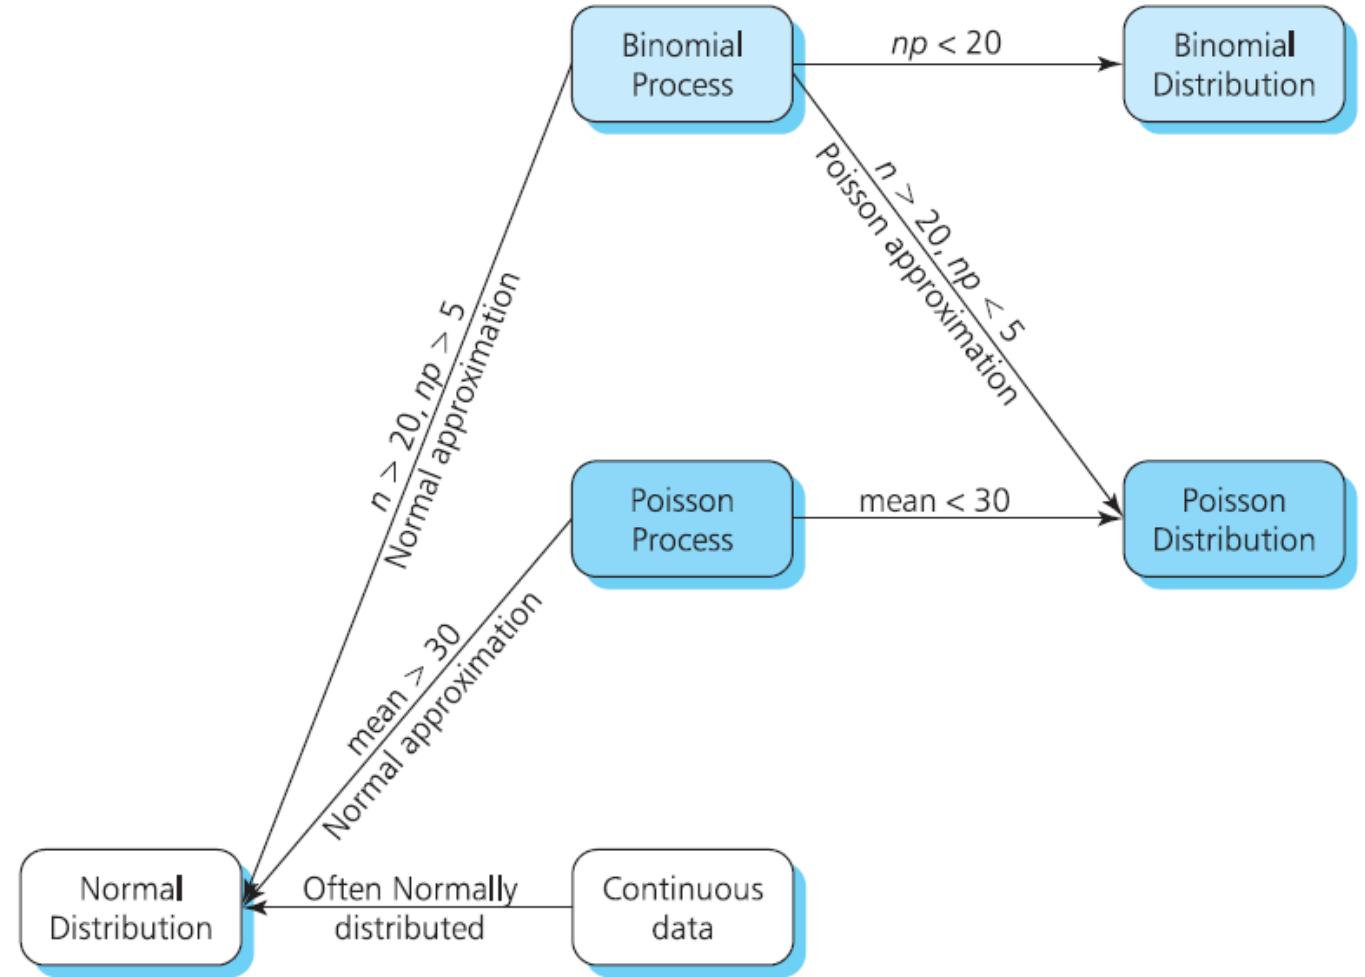 Binomial
Process
np < 20
Binomial
Distribution
n > 20, np < 5
Poisson approximation
n > 20, np > 5
Normal approximation
Poisson
Process
mean < 30
Poisson
Distribution
mean > 30
Normal approximation
Normal
Distribution
Often Normally
distributed
Continuous
data